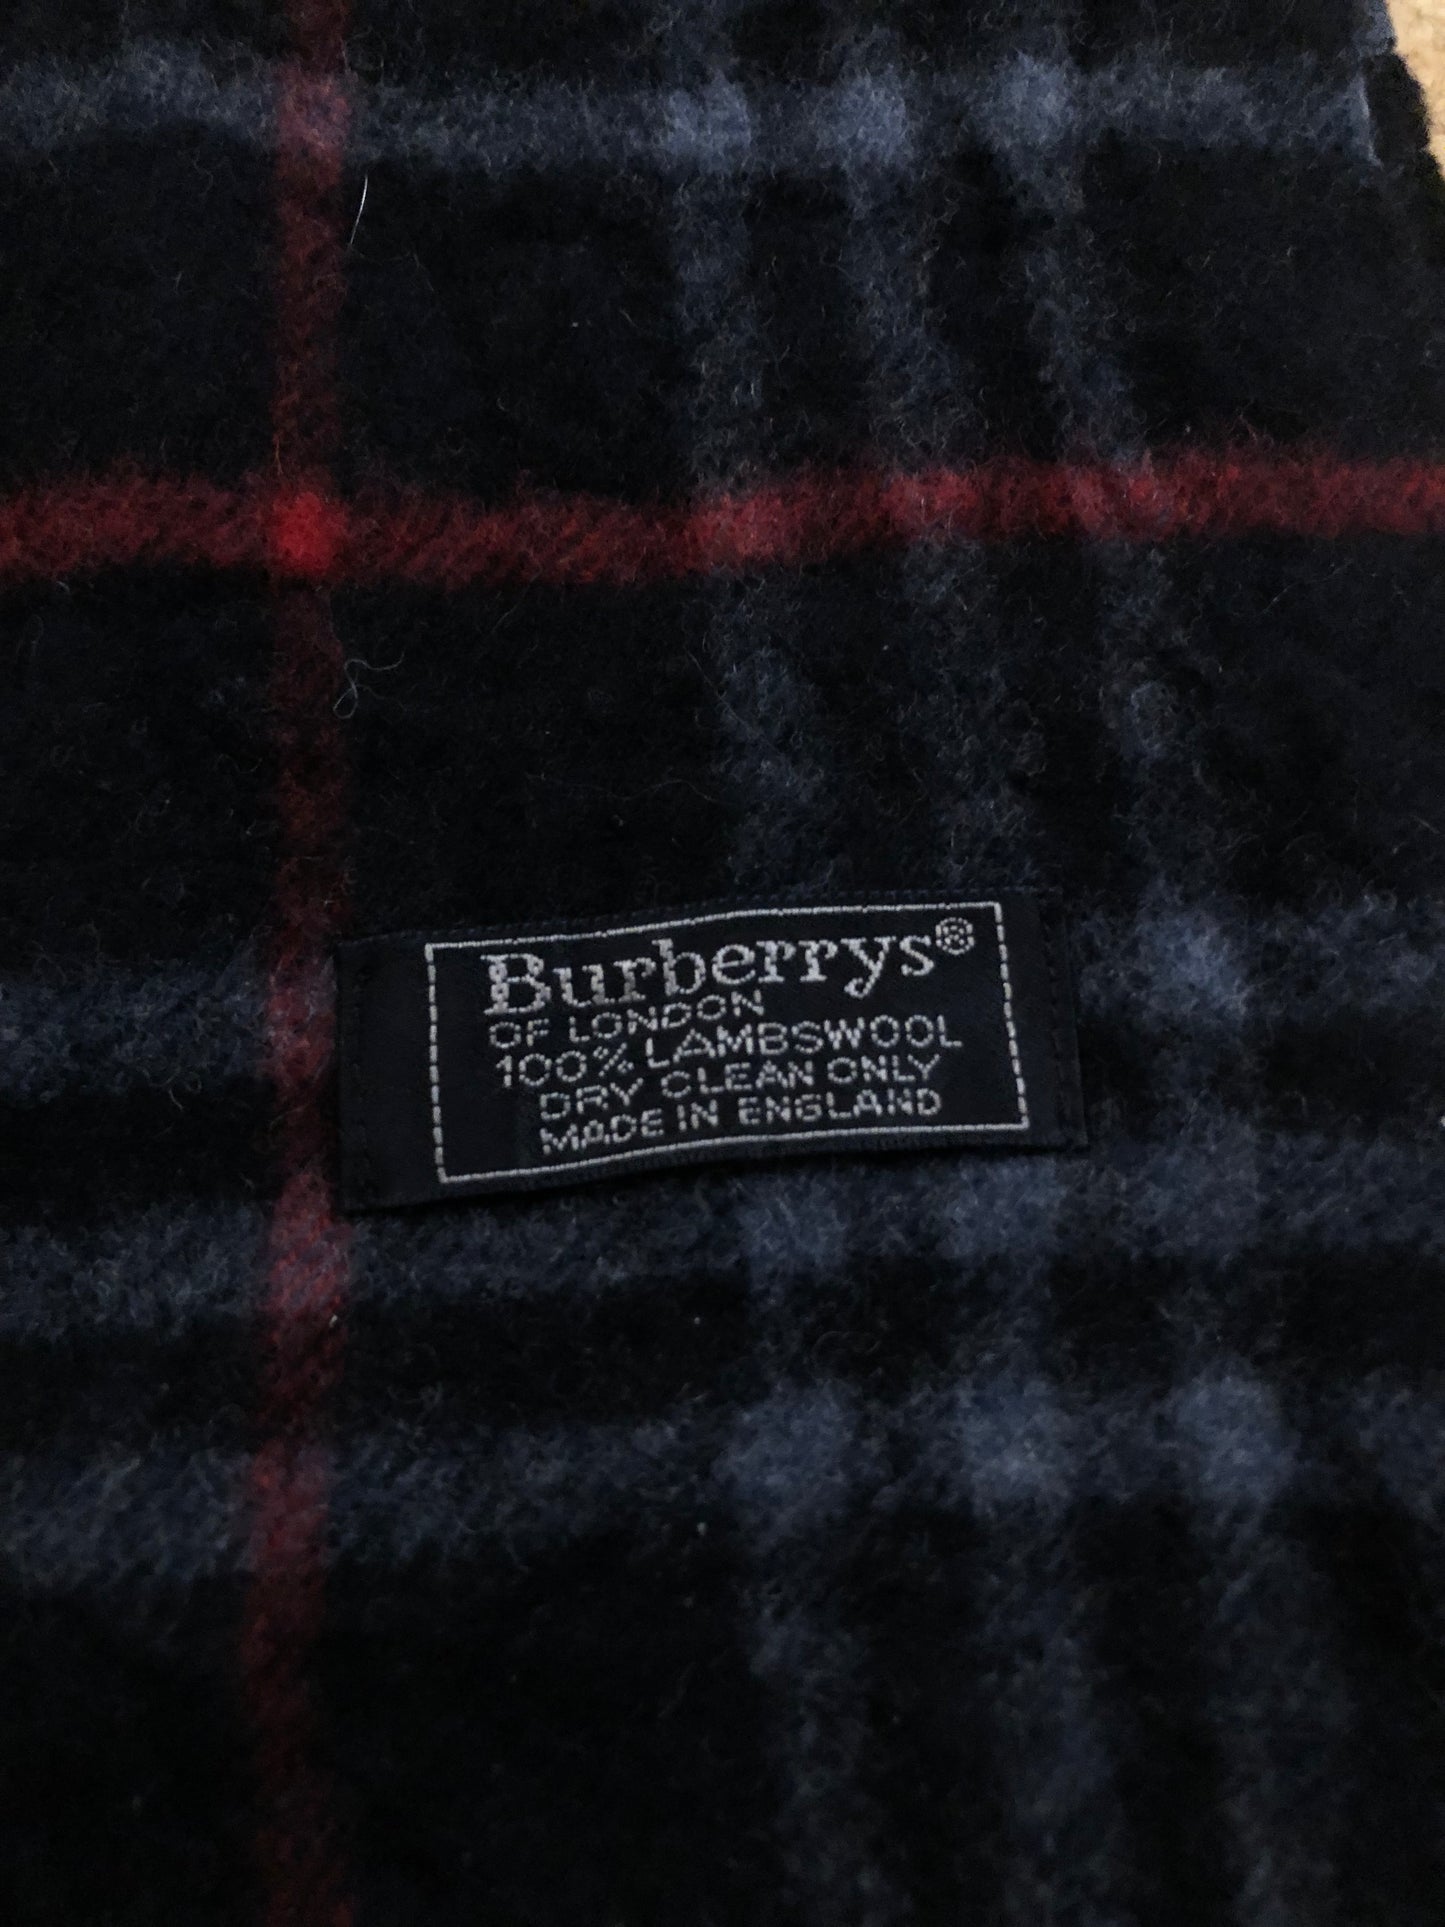 Burberrys®
OF LONDON
100% LAMBSWOOL
DRY CLEAN ONLY
MADE IN ENGLAND